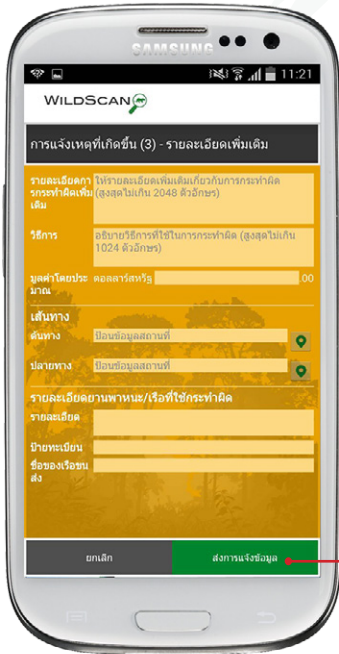 SAMSUNG
11:21
WILDSCAN
การแจ้งเหตุที่เกิดขึ้น (3) - รายละเอียดเพิ่มเติม
รายละเอียดกา
รกระทำผิดเพิ่ม
เติม
ให้รายละเอียดเพิ่มเติมเกี่ยวกับการกระทำผิด
(สูงสุดไม่เกิน 2048 ตัวอักษร)
วิธีการ
อธิบายวิธีการที่ใช้ในการกระทำผิด (สูงสุดไม่เกิน
1024 ตัวอักษร)
มูลค่าโดยประ
มาณ
ดอลลาร์สหรัฐ
00
เส้นทาง
ต้นทาง
ป้อนข้อมูลสถานที่
ปลายทาง
ป้อนข้อมูลสถานที่
รายละเอียดยานพาหนะ/เรือที่ใช้กระทำผิด
รายละเอียด
ป้ายทะเบียน
ชื่อของเรือขน
ส่ง
ยกเลิก
ส่งการแจ้งข้อมูล